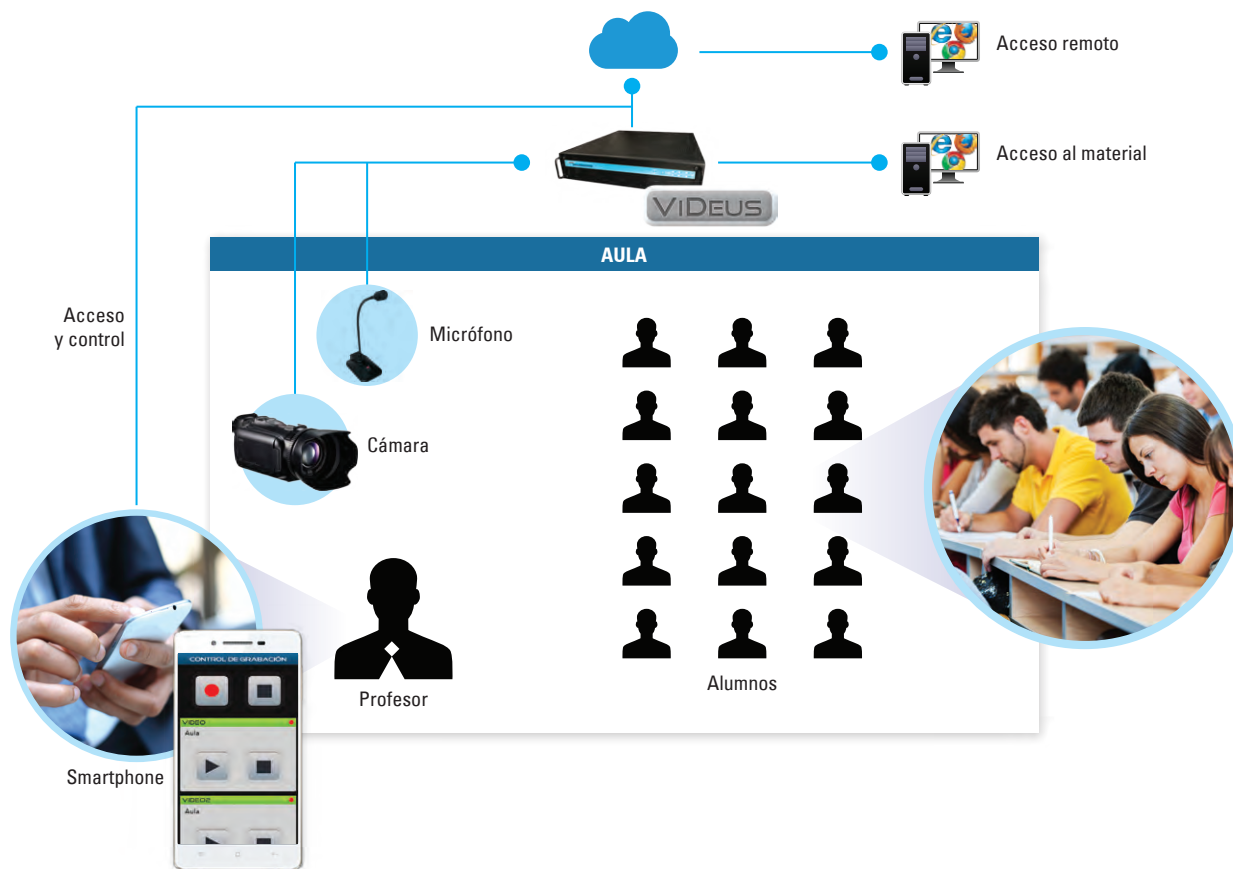 Acceso remoto
Acceso al material
VIDEUS
AULA
Acceso
y control
Micrófono
Cámara
Profesor
Alumnos
Smartphone
CONTROL DE GRABACIÓN
VIDEO
Aula
VIDEO2
Aula